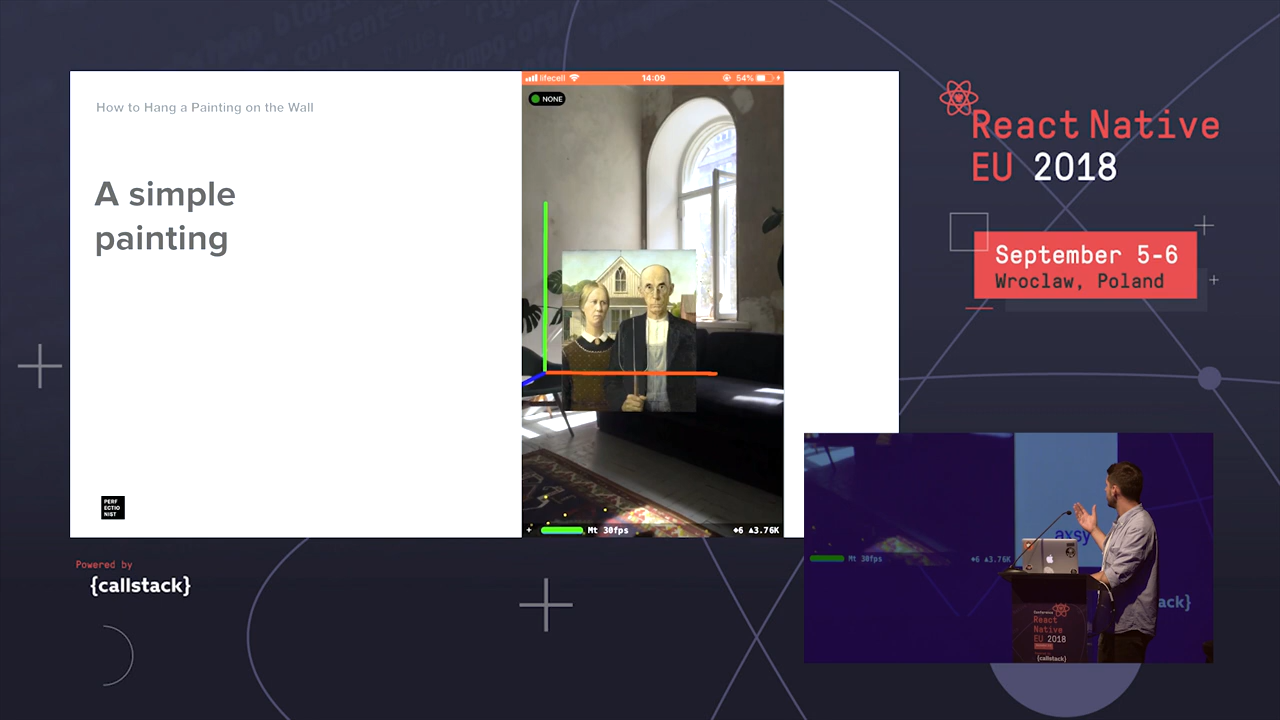 How to Hang a Painting on the Wall
A simple
painting
PERF
ECTIO
NIST
lifecell
14:09
54%
NONE
Mt 30fps
+6 ▲3.76K
React Native
EU 2018
September 5-6
Wroclaw, Poland
Powered by
{callstack}
Mt 30fps
+6 ▲3.76K
axsy
ack}
React
Native
EU 2018
{callstack}